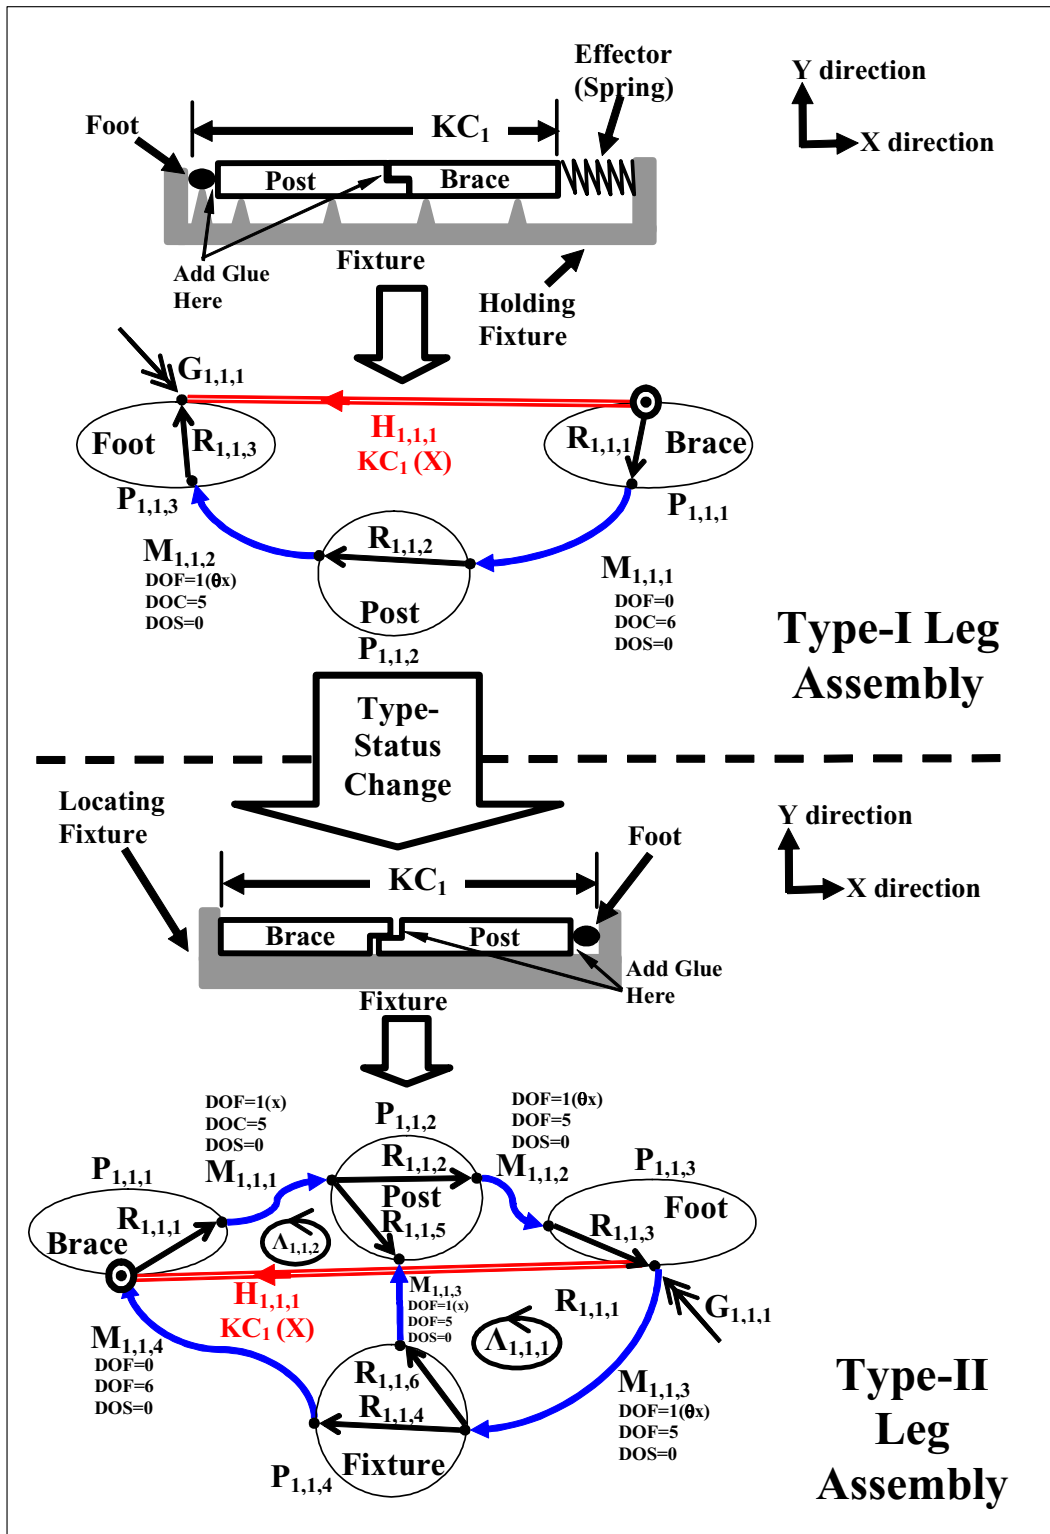 Effector
(Spring)
Y direction
X direction
Foot
KC1
Post
Brace
Add Glue
Here
Fixture
Holding
Fixture
G1,1,1
Foot
R1,1,3
H1,1,1
KC1 (X)
R1,1,1
Brace
P1,1,3
P1,1,1
M1,1,2
DOF=1(θx)
DOC=5
DOS=0
R1,1,2
Post
P1,1,2
M1,1,1
DOF=0
DOC=6
DOS=0
Type-I Leg
Assembly
Type-
Status
Change
Locating
Fixture
Foot
Y direction
X direction
KC1
Brace
Post
Add Glue
Here
Fixture
DOF=1(x)
DOC=5
DOS=0
P1,1,2
DOF=1(θx)
DOF=5
DOS=0
P1,1,1
M1,1,1
R1,1,2
Post
M1,1,2
P1,1,3
Foot
R1,1,1
Brace
Λ1,1,2
R1,1,5
R1,1,3
H1,1,1
KC1 (X)
M1,1,3
DOF=1(x)
DOF=5
DOS=0
R1,1,1
G1,1,1
Λ1,1,1
M1,1,4
DOF=0
DOF=6
DOS=0
R1,1,6
R1,1,4
Fixture
P1,1,4
M1,1,3
DOF=1(θx)
DOF=5
DOS=0
Type-II
Leg
Assembly